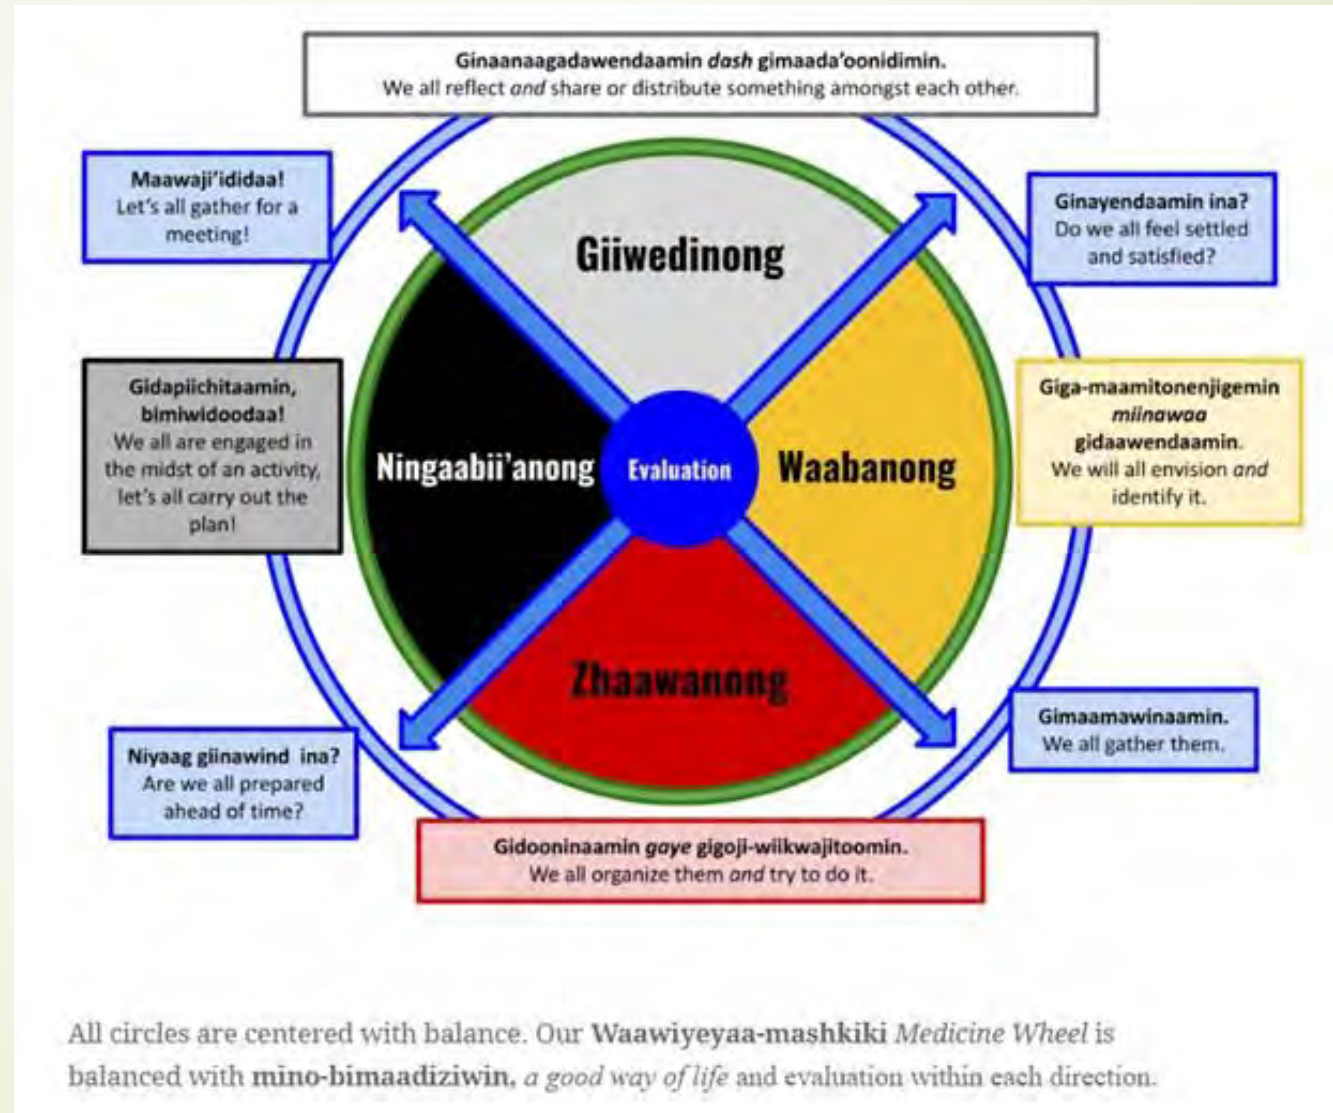 Ginaanaagadawendaamin dash gimaada'oonidimin.
We all reflect and share or distribute something amongst each other.
Maawaji'ididaa!
Let's all gather for a
meeting!
Ginayendaamin ina?
Do we all feel settled
and satisfied?
Giiwedinong
Gidapiichitaamin,
bimiwidoodaa!
We all are engaged in
the midst of an activity,
let's all carry out the
plan!
Ningaabii'anong
Evaluation
Waabanong
Giga-maamitonenjigemin
miinawaa
gidaawendaamin.
We will all envision and
identify it.
Zhaawanong
Niyaag giinawind ina?
Are we all prepared
ahead of time?
Gimaamawinaamin.
We all gather them.
Gidooninaamin gaye gigoji-wiikwajitoomin.
We all organize them and try to do it.
All circles are centered with balance. Our Waawiyeyaa-mashkiki Medicine Wheel is
balanced with mino-bimaadiziwin, a good way of life and evaluation within each direction.